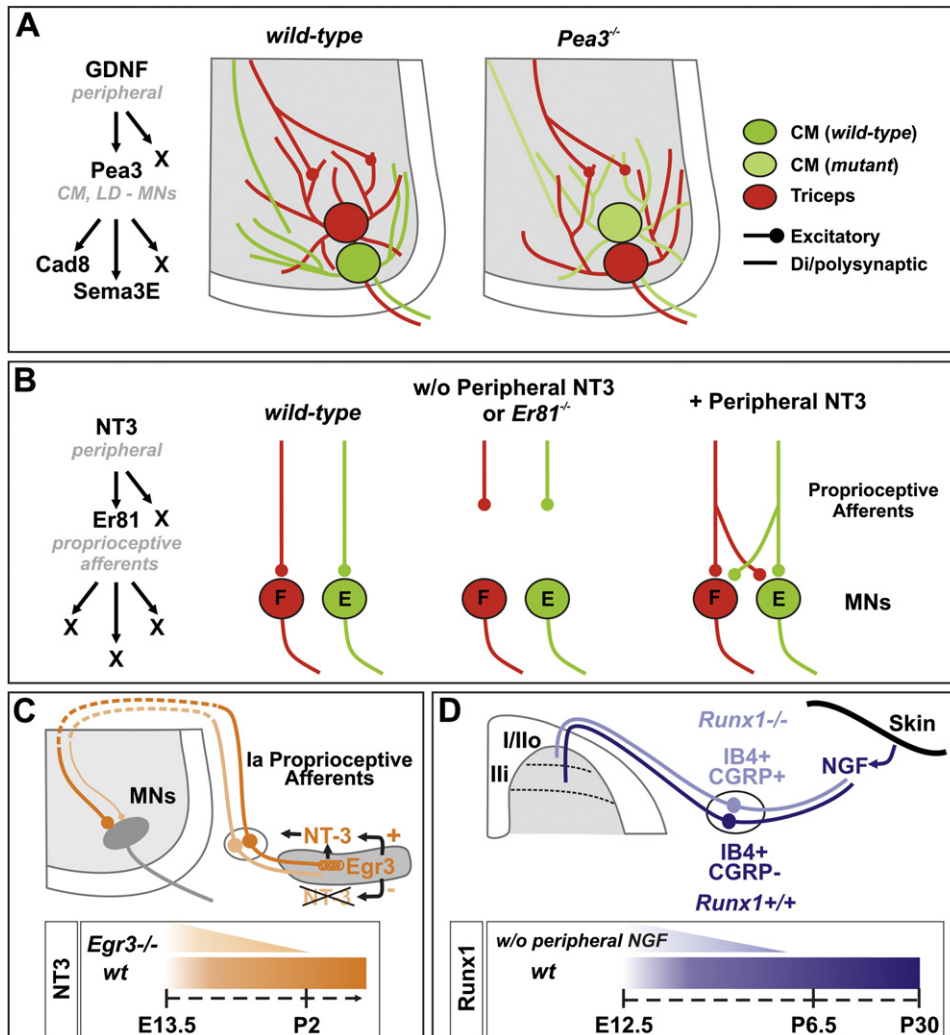 A
wild-type
Pea3-/-
GDNF
peripheral
X
Pea3
CM, LD - MNs
Cad8
X
Sema3E
CM (wild-type)
CM (mutant)
Triceps
Excitatory
Di/polysynaptic
B
NT3
peripheral
Er81
X
proprioceptive
afferents
X
X
X
wild-type
w/o Peripheral NT3
or Er81-/-
+ Peripheral NT3
Proprioceptive
Afferents
F
E
F
E
F
E
MNs
C
Ia Proprioceptive
Afferents
MNs
NT-3
+
Egr3
NT-3
-
NT3
Egr3-/-
wt
E13.5
P2
D
I/IIo
IIi
Runx1-/-
IB4+
CGRP+
Skin
NGF
IB4+
CGRP-
Runx1+/+
Runx1
w/o peripheral NGF
wt
E12.5
P6.5
P30